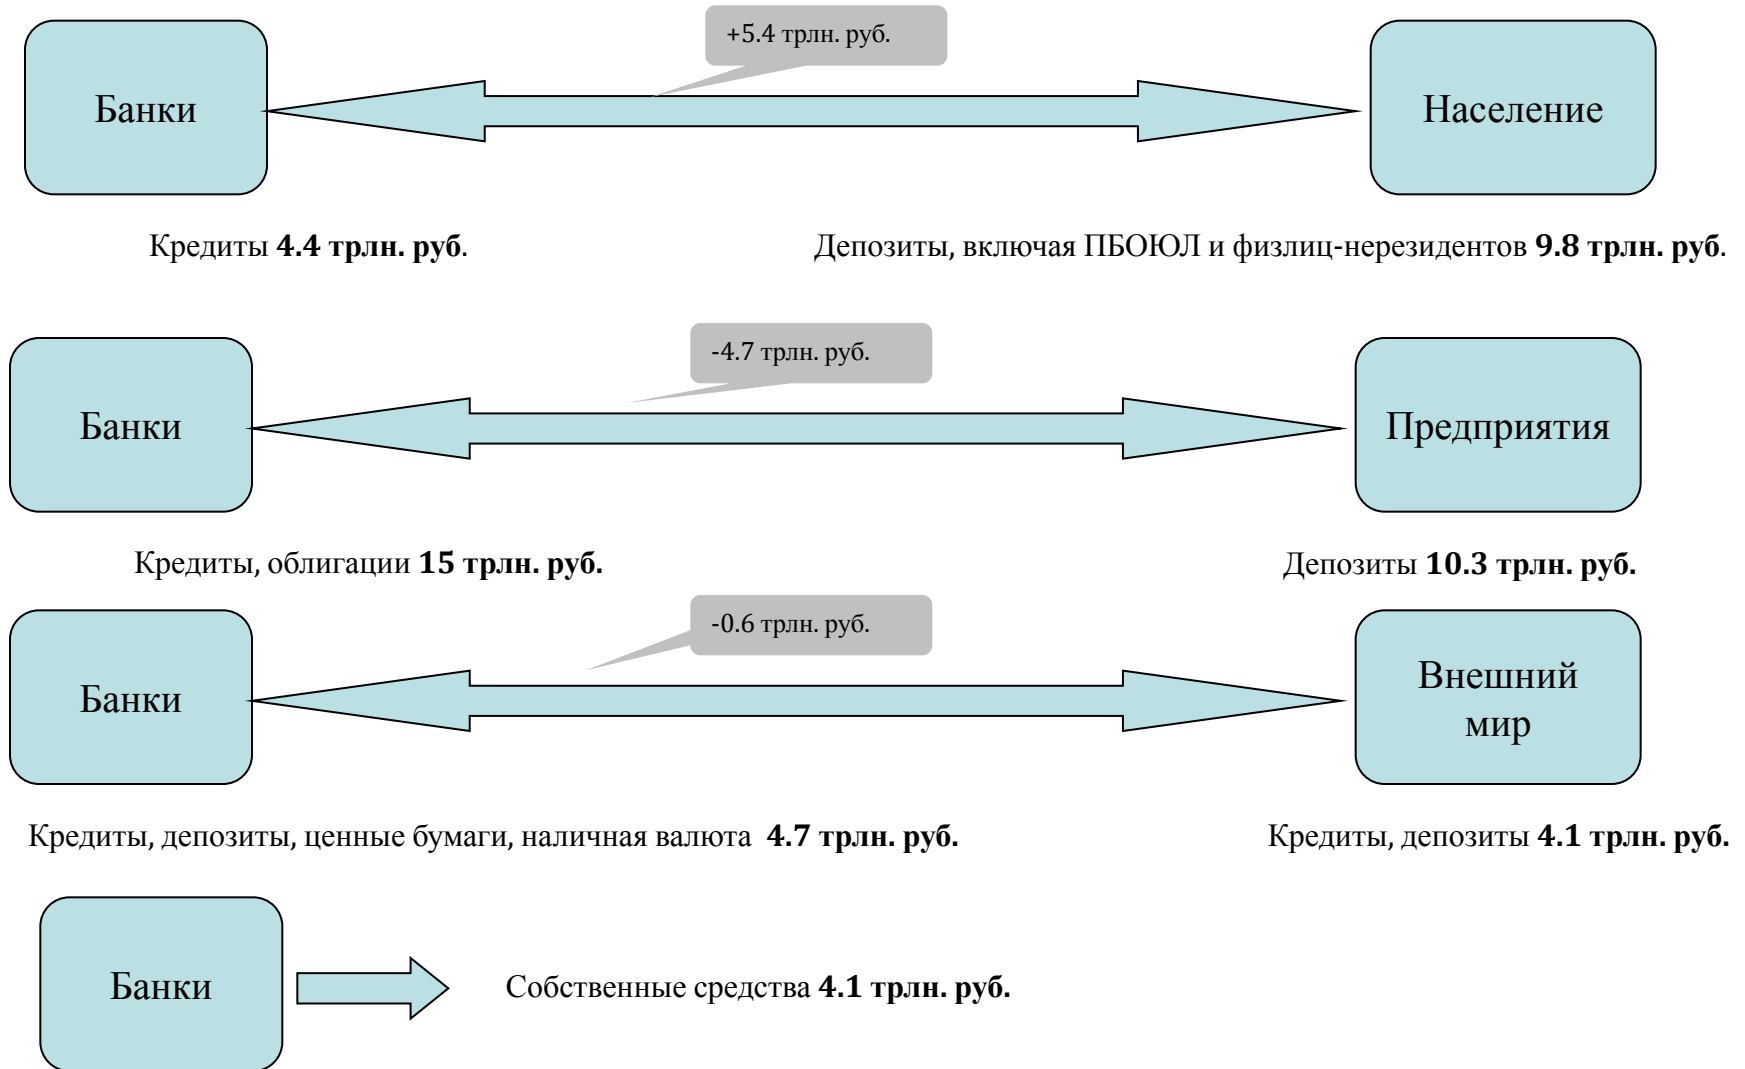 +5.4 трлн. руб.
Банки
Население
Кредиты 4.4 трлн. руб.
Депозиты, включая ПБОЮЛ и физлиц-нерезидентов 9.8 трлн. руб.
-4.7 трлн. руб.
Банки
Предприятия
Кредиты, облигации 15 трлн. руб.
Депозиты 10.3 трлн. руб.
-0.6 трлн. руб.
Банки
Внешний
мир
Кредиты, депозиты, ценные бумаги, наличная валюта 4.7 трлн. руб.
Кредиты, депозиты 4.1 трлн. руб.
Банки
Собственные средства 4.1 трлн. руб.